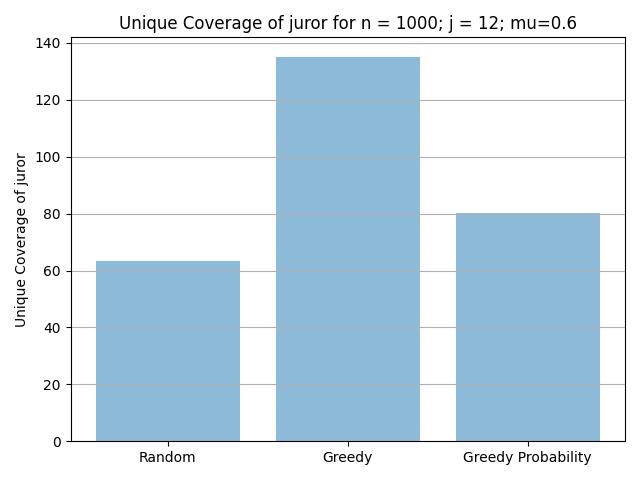 Unique Coverage of juror for n = 1000; j = 12; mu=0.6
140
120
100
80
60
40
20
0
Unique Coverage of juror
Random
Greedy
Greedy Probability